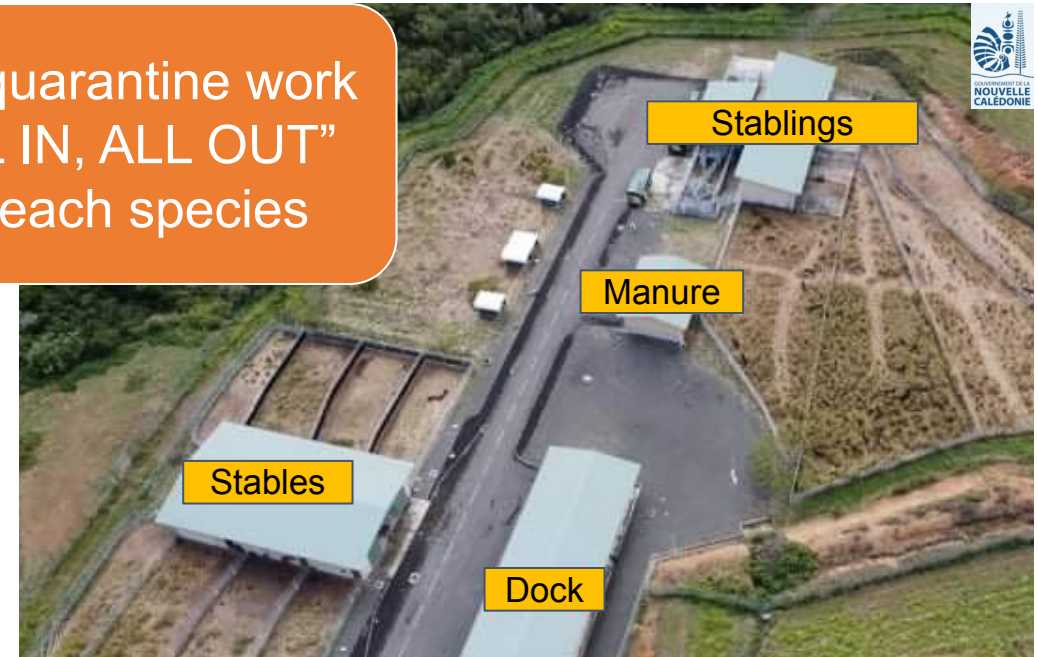 quarantine work
IN, ALL OUT”
each species
Stablings
Manure
Stables
Dock
GOUVERNEMENT DE LA
NOUVELLE
CALÉDONIE